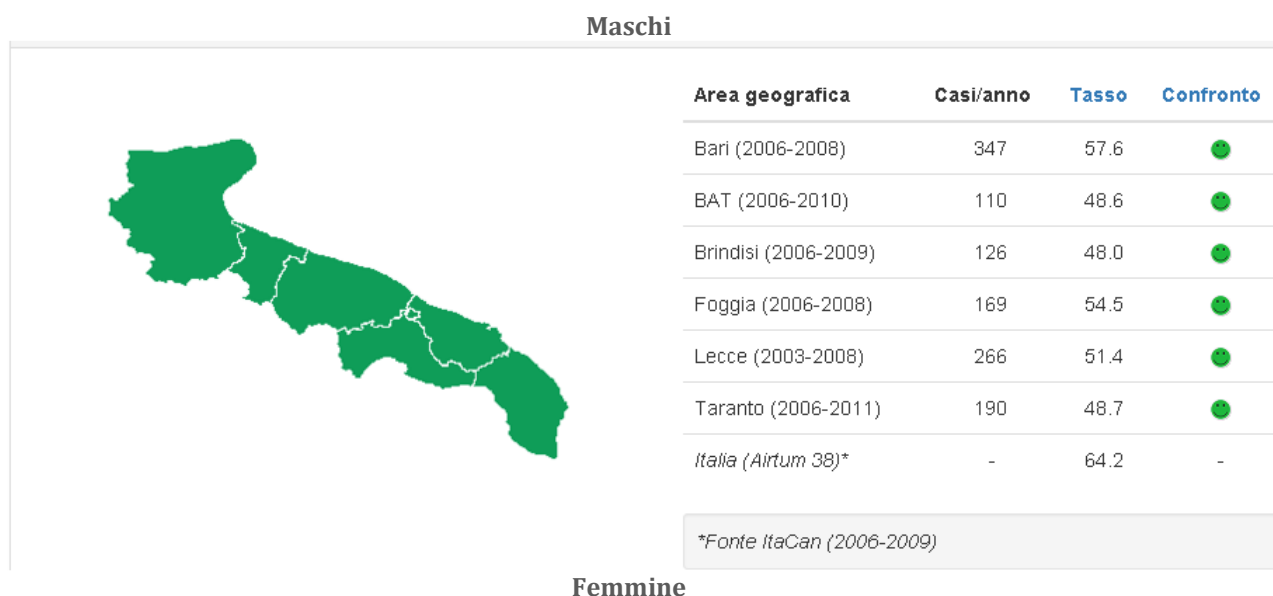 Maschi
Area geografica Casi/anno Tasso Confronto
Bari (2006-2008) 347 57.6
BAT (2006-2010) 110 48.6
Brindisi (2006-2009) 126 48.0
Foggia (2006-2008) 169 54.5
Lecce (2003-2008) 266 51.4
Taranto (2006-2011) 190 48.7
Italia (Airtum 38)* - 64.2 -
*Fonte ItaCan (2006-2009)
Femmine